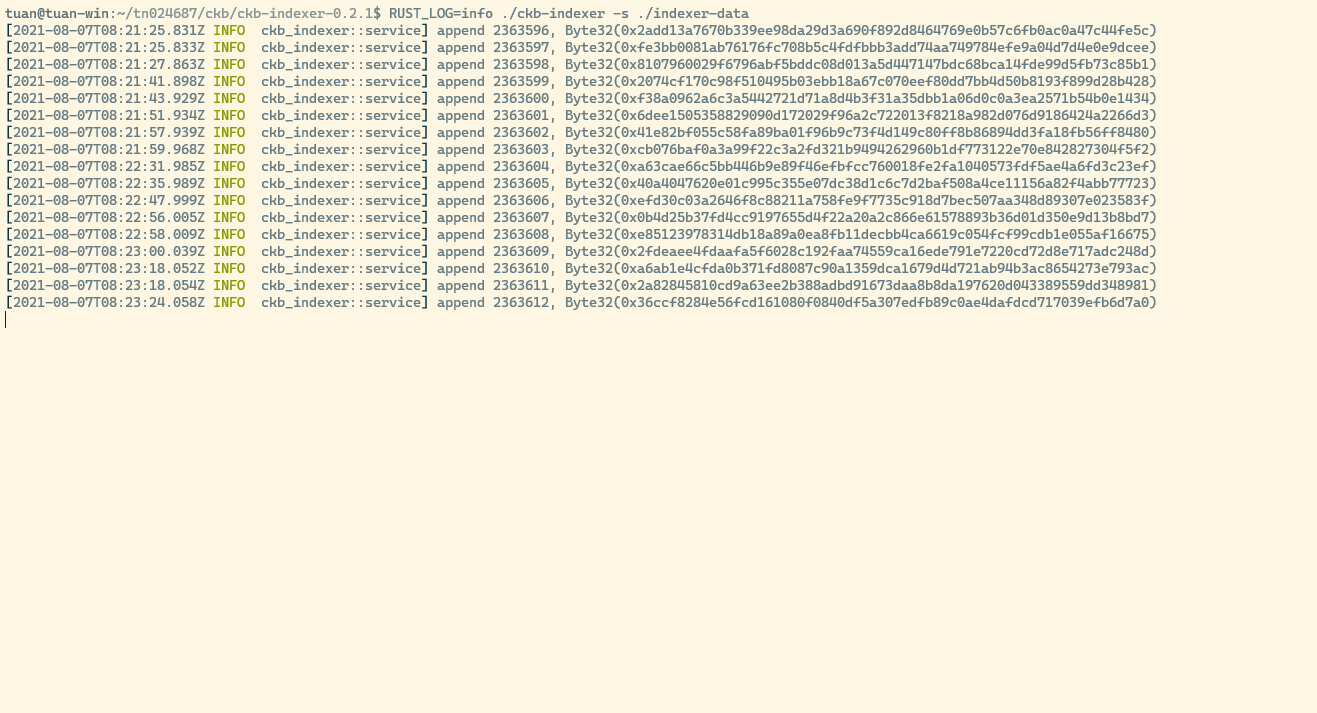 tuan@tuan-win:~/tn024687/ckb/ckb-indexer-0.2.1$ RUST_LOG=info ./ckb-indexer -s ./indexer-data
[2021-08-07T08:21:25.831Z INFO  ckb_indexer::service] append 2363596, Byte32(0x2add13a7670b339ee98da29d3a690f892d8464769e0b57c6fb0ac0a47c44fe5c)
[2021-08-07T08:21:25.833Z INFO  ckb_indexer::service] append 2363597, Byte32(0xfe3bb0081ab76176fc708b5c4fdfbbb3add74aa749784efe9a04d7d4e0e9dcee)
[2021-08-07T08:21:27.863Z INFO  ckb_indexer::service] append 2363598, Byte32(0x8107960029f6796abf5bddc08d013a5d447147bdc68bca14fde99d5fb73c85b1)
[2021-08-07T08:21:41.898Z INFO  ckb_indexer::service] append 2363599, Byte32(0x2074cf170c98f510495b03ebb18a67c070eef80dd7bb4d50b8193f899d28b428)
[2021-08-07T08:21:43.929Z INFO  ckb_indexer::service] append 2363600, Byte32(0xf38a0962a6c3a5442721d71a8d4b3f31a35dbb1a06d0c0a3ea2571b54b0e1434)
[2021-08-07T08:21:51.934Z INFO  ckb_indexer::service] append 2363601, Byte32(0x6dee1505358829090d172029f96a2c722013f8218a982d076d9186424a2266d3)
[2021-08-07T08:21:57.939Z INFO  ckb_indexer::service] append 2363602, Byte32(0x41e82bf055c58fa89ba01f96b9c73f4d149c80ff8b86894dd3fa18fb56ff8480)
[2021-08-07T08:21:59.968Z INFO  ckb_indexer::service] append 2363603, Byte32(0xcb076baf0a3a99f22c3a2fd321b9494262960b1df773122e70e842827304f5f2)
[2021-08-07T08:22:31.985Z INFO  ckb_indexer::service] append 2363604, Byte32(0xa63cae66c5bb446b9e89f46efbfcc760018fe2fa1040573fdf5ae4a6fd3c23ef)
[2021-08-07T08:22:35.989Z INFO  ckb_indexer::service] append 2363605, Byte32(0x40a4047620e01c995c355e07dc38d1c6c7d2baf508a4ce11156a82f4abb77723)
[2021-08-07T08:22:47.999Z INFO  ckb_indexer::service] append 2363606, Byte32(0xefd30c03a2646f8c88211a758fe9f7735c918d7bec507aa348d89307e023583f)
[2021-08-07T08:22:56.005Z INFO  ckb_indexer::service] append 2363607, Byte32(0x0b4d25b37fd4cc9197655d4f22a20a2c866e61578893b36d01d350e9d13b8bd7)
[2021-08-07T08:22:58.009Z INFO  ckb_indexer::service] append 2363608, Byte32(0xe85123978314db18a89a0ea8fb11decbb4ca6619c054fcf99cdb1e055af16675)
[2021-08-07T08:23:00.039Z INFO  ckb_indexer::service] append 2363609, Byte32(0x2fdeaee4fdaafa5f6028c192faa74559ca16ede791e7220cd72d8e717adc248d)
[2021-08-07T08:23:18.052Z INFO  ckb_indexer::service] append 2363610, Byte32(0xa6ab1e4cfda0b371fd8087c90a1359dca1679d4d721ab94b3ac8654273e793ac)
[2021-08-07T08:23:18.054Z INFO  ckb_indexer::service] append 2363611, Byte32(0x2a82845810cd9a63ee2b388adbd91673daa8b8da197620d043389559dd348981)
[2021-08-07T08:23:24.058Z INFO  ckb_indexer::service] append 2363612, Byte32(0x36ccf8284e56fcd161080f0840df5a307edfb89c0ae4dafdcd717039efb6d7a0)